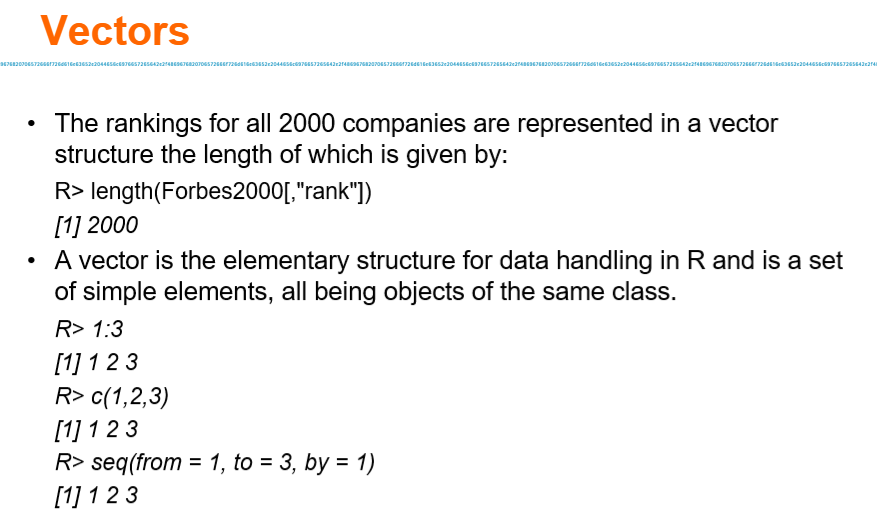 Vectors
• The rankings for all 2000 companies are represented in a vector
structure the length of which is given by:
R> length(Forbes2000[,"rank"])
[1] 2000
• A vector is the elementary structure for data handling in R and is a set
of simple elements, all being objects of the same class.
R> 1:3
[1] 1 2 3
R> c(1,2,3)
[1] 1 2 3
R> seq(from = 1, to = 3, by = 1)
[1] 1 2 3